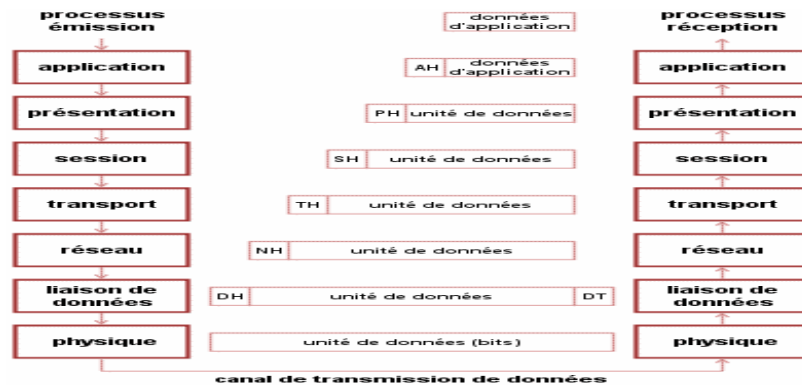 processus
émission
données
d'application
processus
réception
application
AH
données
d'application
application
présentation
PH
unité de données
présentation
session
SH
unité de données
session
transport
TH
unité de données
transport
réseau
NH
unité de données
réseau
liaison de
données
DH
unité de données
DT
liaison de
données
physique
unité de données (bits)
physique
canal de transmission de données